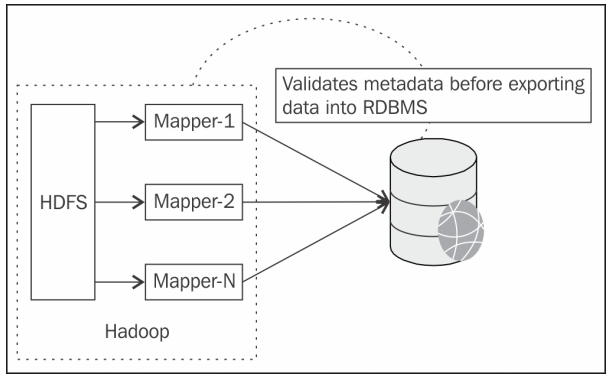 Validates metadata before exporting
data into RDBMS
HDFS
Mapper-1
Mapper-2
Mapper-N
Hadoop